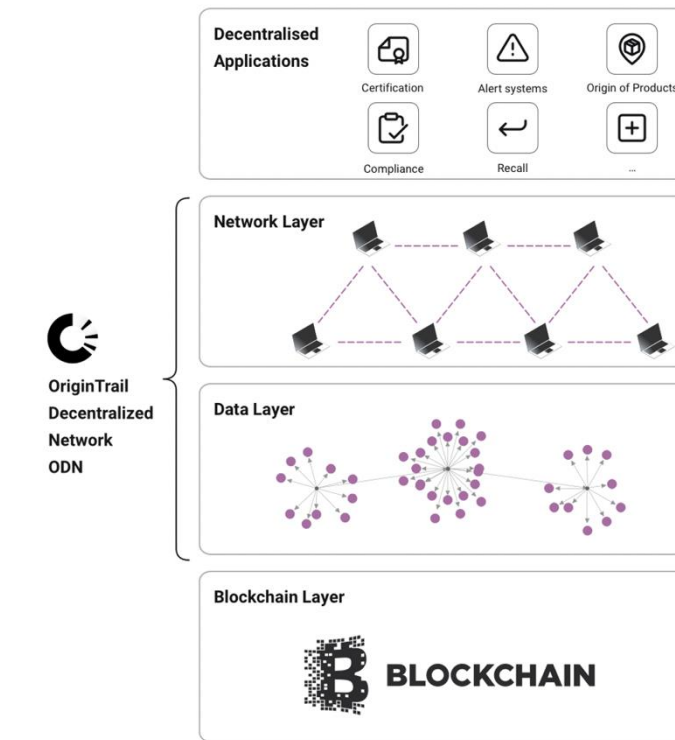 Decentralised
Applications
Certification
Alert systems
Origin of Products
Compliance
Recall
...
Network Layer
OriginTrail
Decentralized
Network
ODN
Data Layer
Blockchain Layer
BLOCKCHAIN